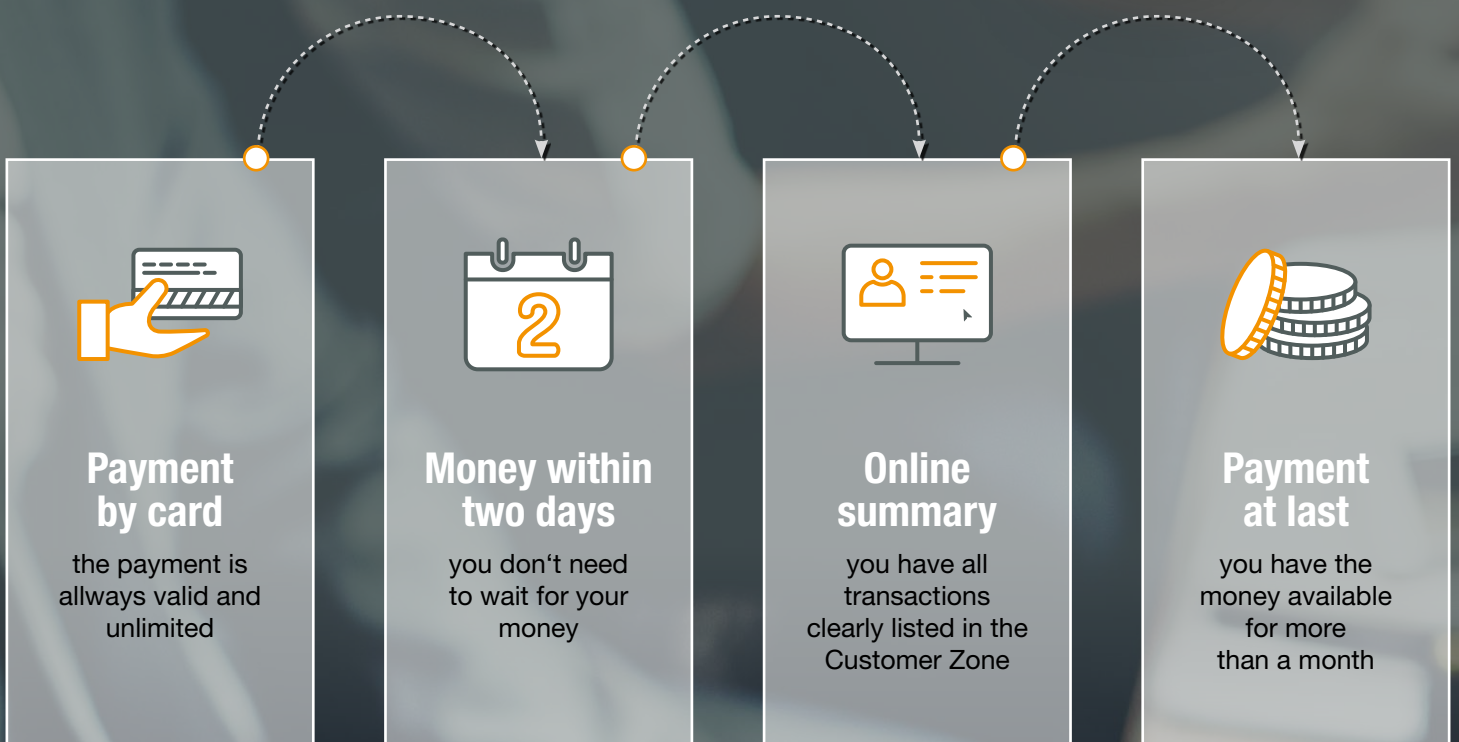 2
Payment
by card
the payment is
allways valid and
unlimited
Money within
two days
you don‘t need
to wait for your
money
Online
summary
you have all
transactions
clearly listed in the
Customer Zone
Payment
at last
you have the
money available
for more
than a month